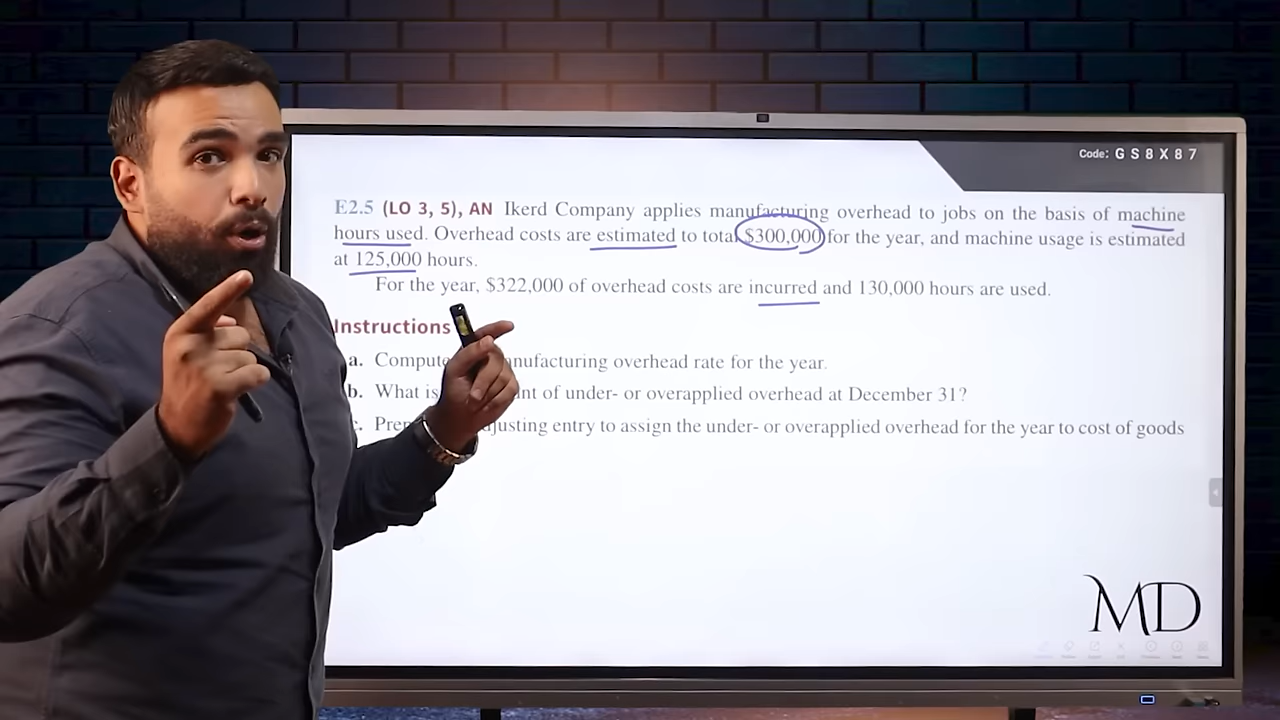 Code: G S 8 X 8 7
E2.5 (LO 3, 5), AN Ikerd Company applies manufacturing overhead to jobs on the basis of machine
hours used. Overhead costs are estimated to total $300,000 for the year, and machine usage is estimated
at 125,000 hours.
For the year, $322,000 of overhead costs are incurred and 130,000 hours are used.
Instructions
a. Compute nufacturing overhead rate for the year.
b. What is nt of under- or overapplied overhead at December 31?
Prep justing entry to assign the under- or overapplied overhead for the year to cost of goods
MD